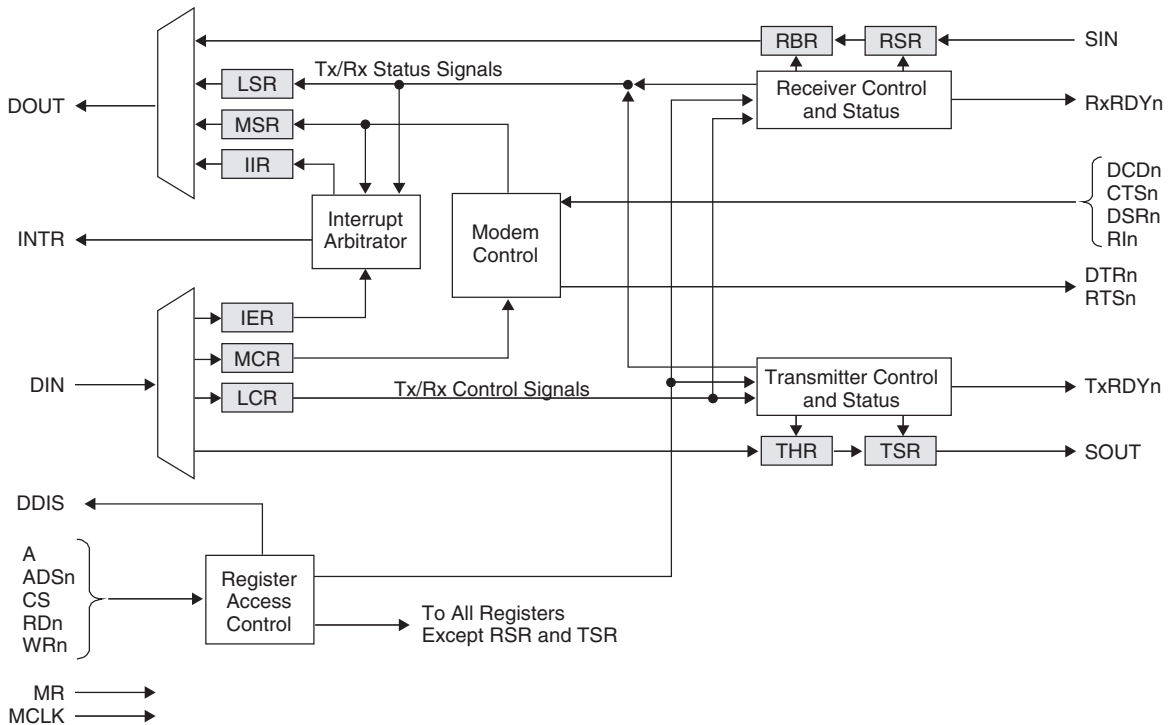 RBR
RSR
SIN
Tx/Rx Status Signals
LSR
Receiver Control
and Status
RxRDYn
DOUT
MSR
IIR
DCDn
CTSn
DSRn
RIn
Interrupt
Arbitrator
Modem
Control
INTR
DTRn
RTSn
IER
MCR
DIN
LCR
Tx/Rx Control Signals
Transmitter Control
and Status
TxRDYn
THR
TSR
SOUT
DDIS
A
ADSn
CS
RDn
WRn
Register
Access
Control
To All Registers
Except RSR and TSR
MR
MCLK